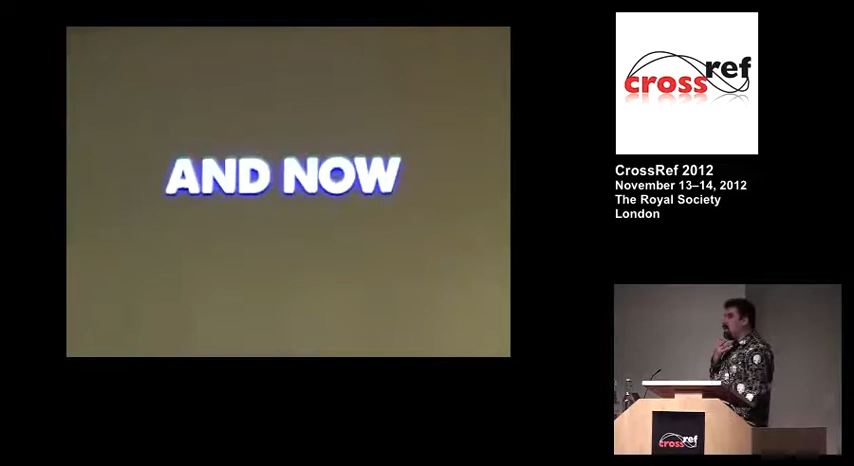 AND NOW
crossref
CrossRef 2012
November 13–14, 2012
The Royal Society
London
crossref